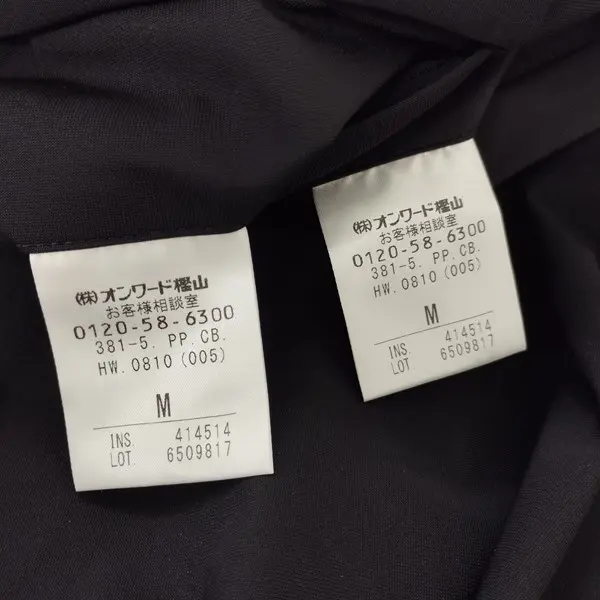 (株)オンワード樫山
お客様相談室
0120-58-6300
381-5. PP. CB.
HW. 0810 (005)
M
INS. 414514
LOT. 6509817
(株)オンワード樫山
お客様相談室
0120-58-6300
381-5. PP. CB.
HW. 0810 (005)
M
INS. 414514
LOT. 6509817